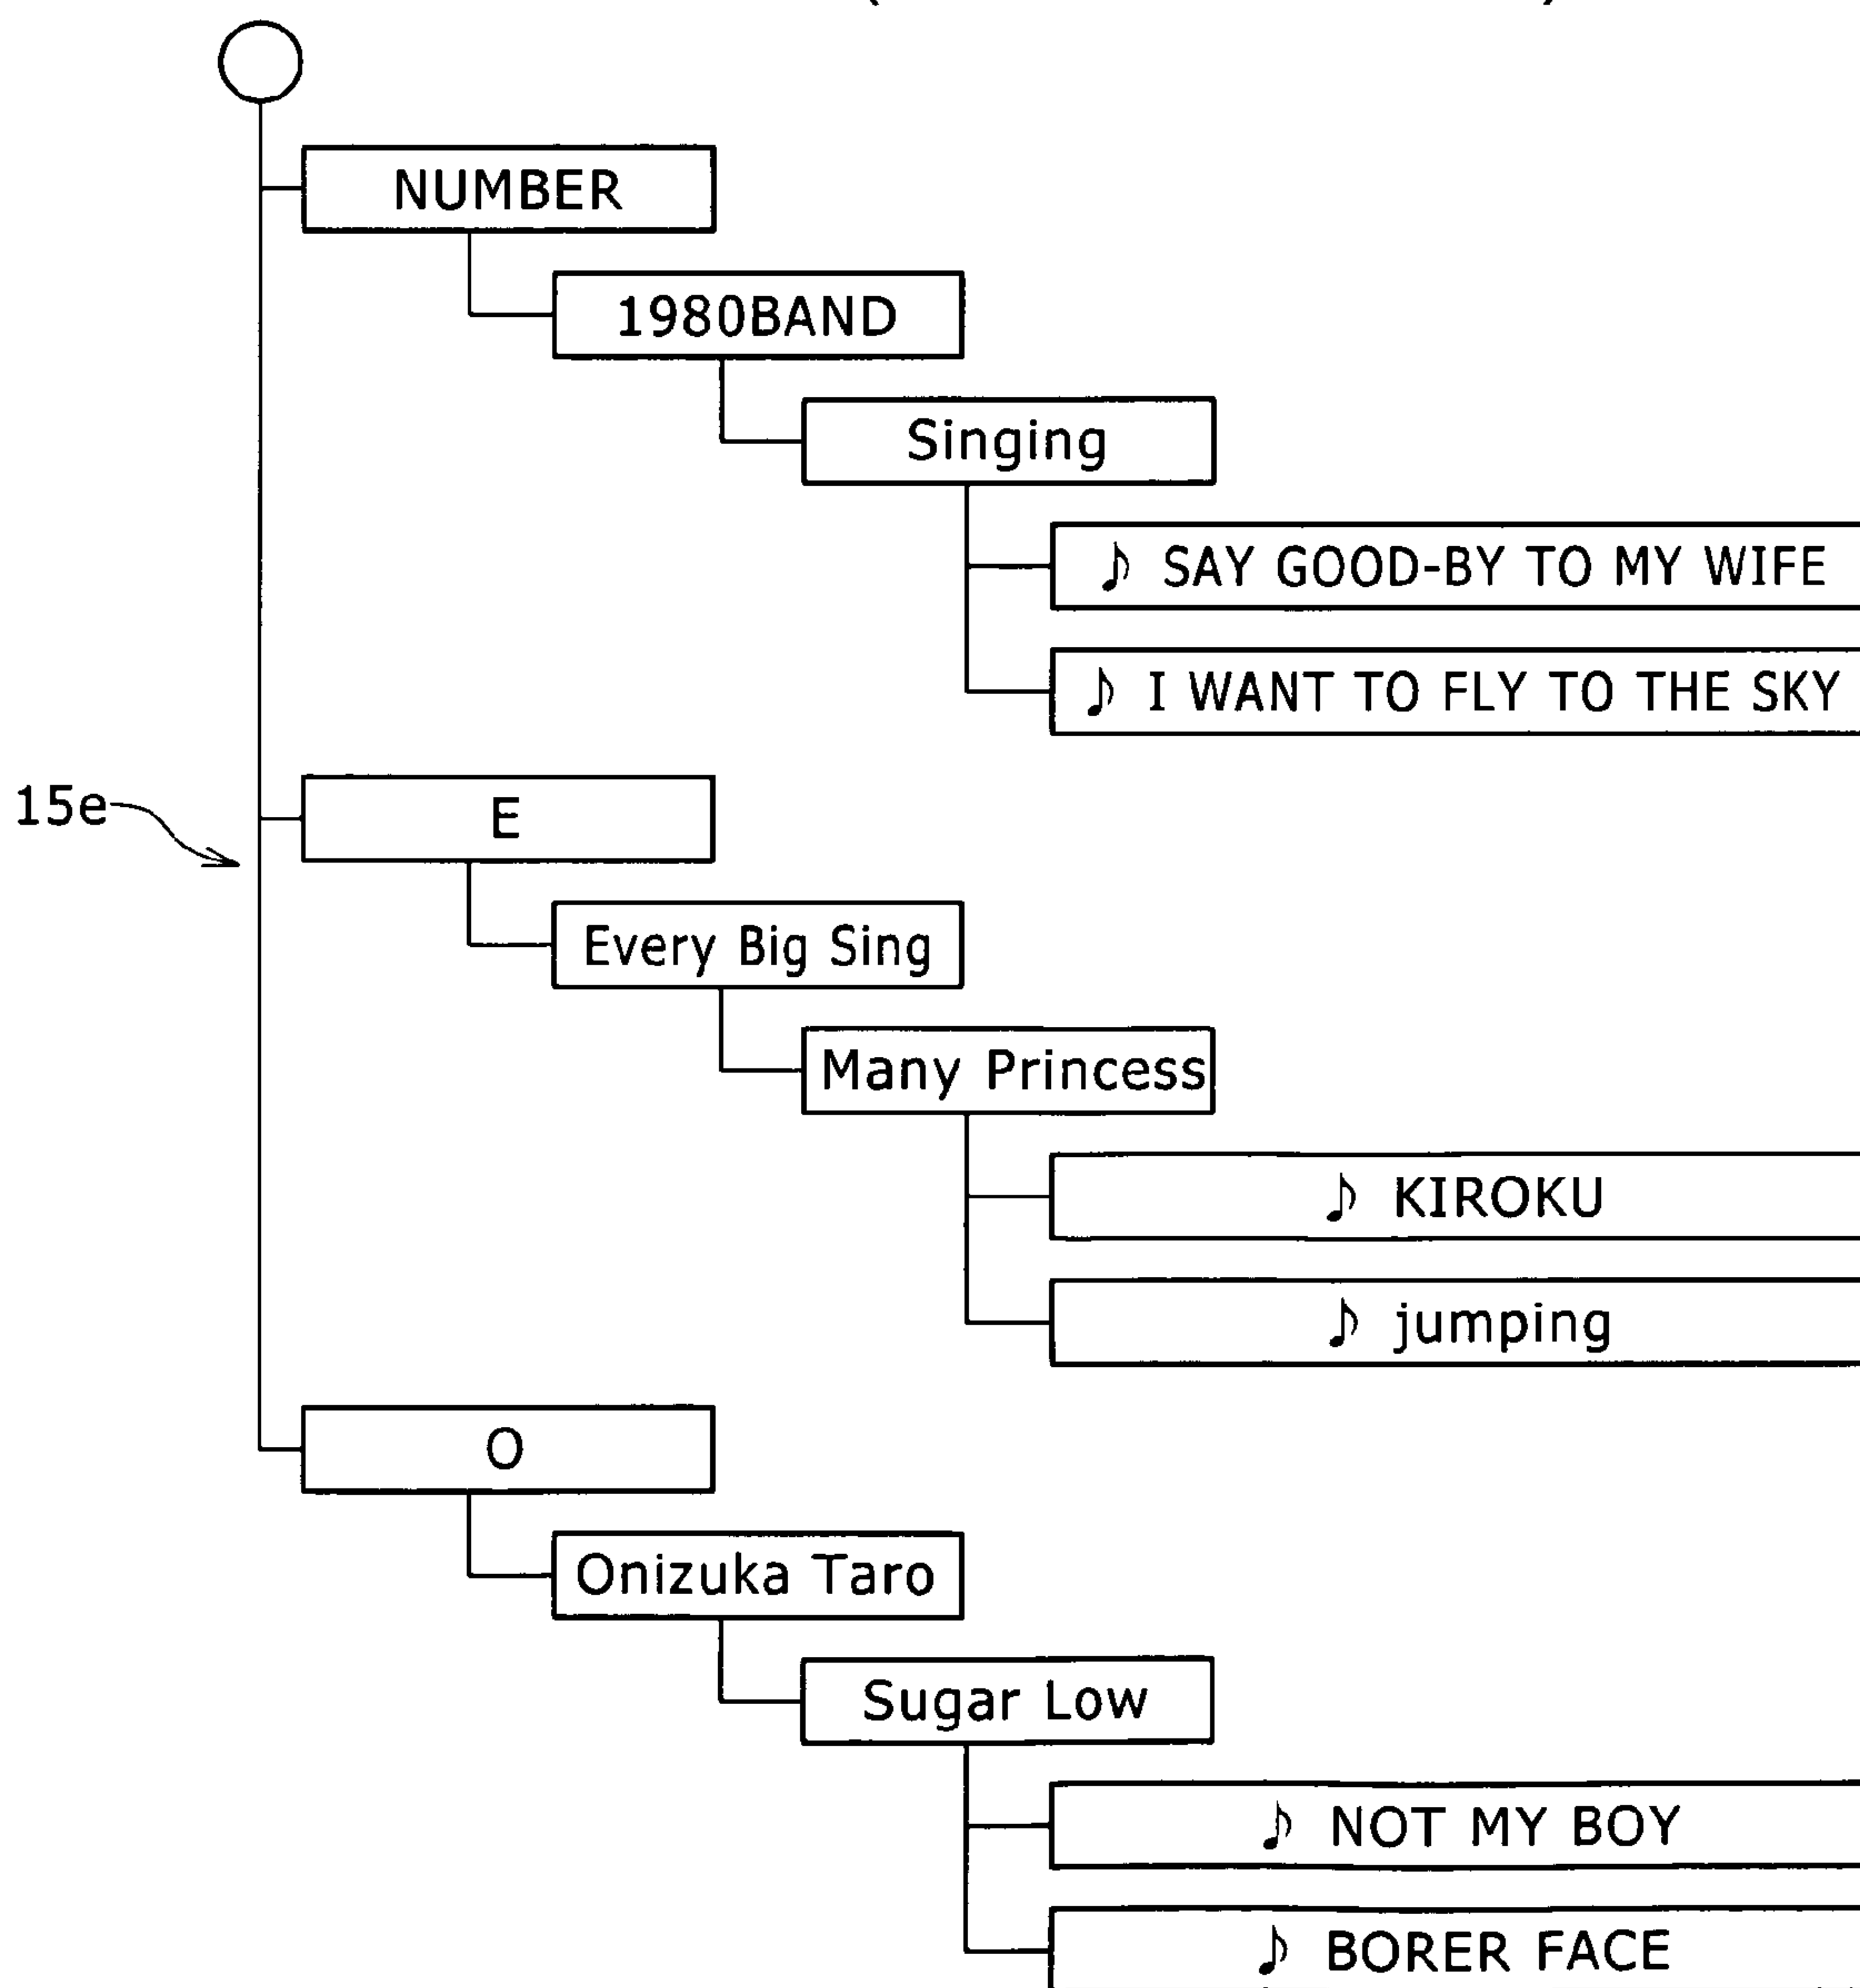 NUMBER
1980BAND
Singing
♪ SAY GOOD-BY TO MY WIFE
♪ I WANT TO FLY TO THE SKY
15e
E
Every Big Sing
Many Princess
♪ KIROKU
♪ jumping
O
Onizuka Taro
Sugar Low
♪ NOT MY BOY
♪ BORER FACE